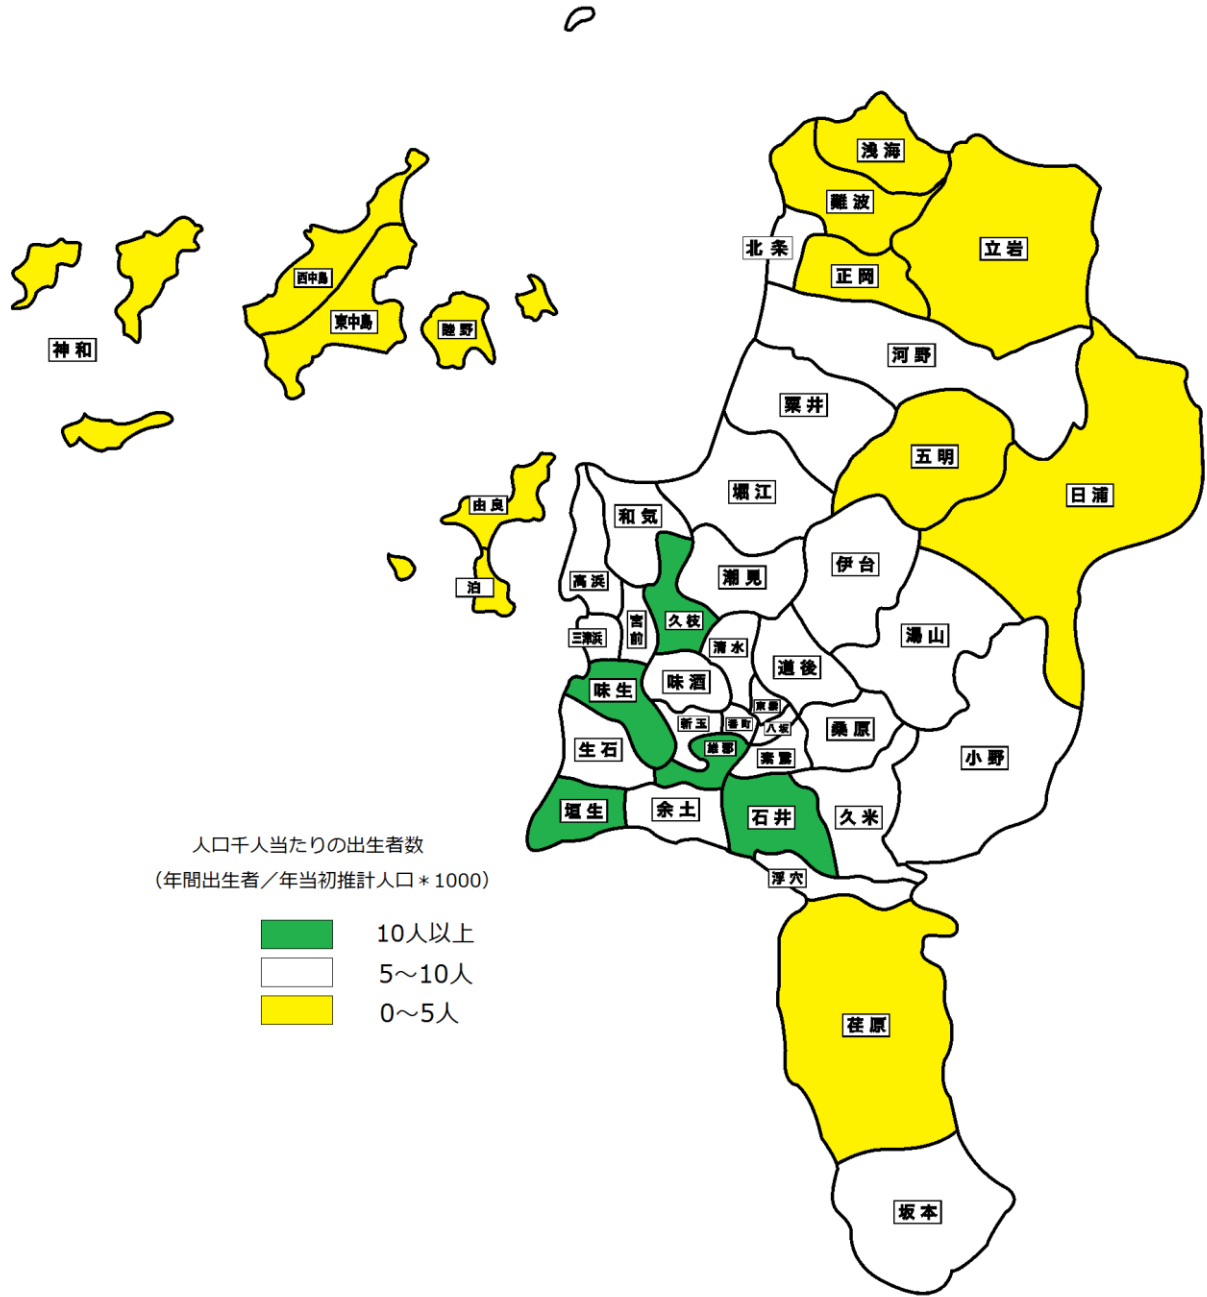 浅海
難波
立岩
北条
正岡
西中島
東中島
睦野
神和
河野
粟井
五明
日浦
堀江
由良
和気
伊台
潮見
高浜
泊
久枝
宮前
三津浜
清水
湯山
道後
味酒
味生
東雲
新玉
番町
八坂
桑原
生石
雄郡
素鵞
小野
垣生
余土
石井
久米
浮穴
人口千人当たりの出生者数
（年間出生者／年当初推計人口＊1000）
10人以上
5～10人
0～5人
荏原
坂本